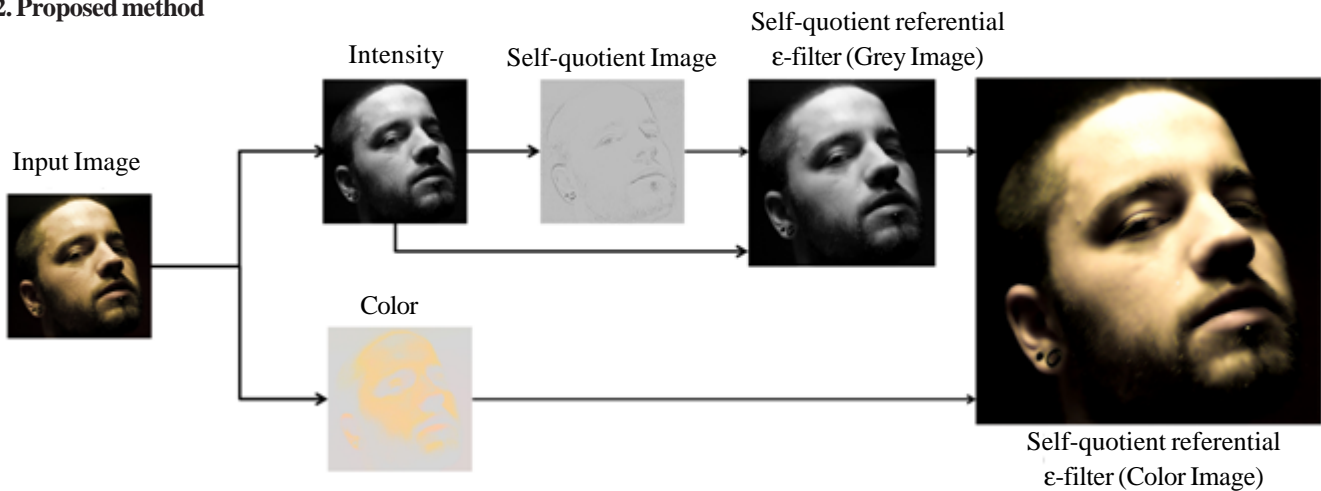 2. Proposed method
Self-quotient referential
ε-filter (Grey Image)
Intensity
Self-quotient Image
Input Image
Color
Self-quotient referential
ε-filter (Color Image)